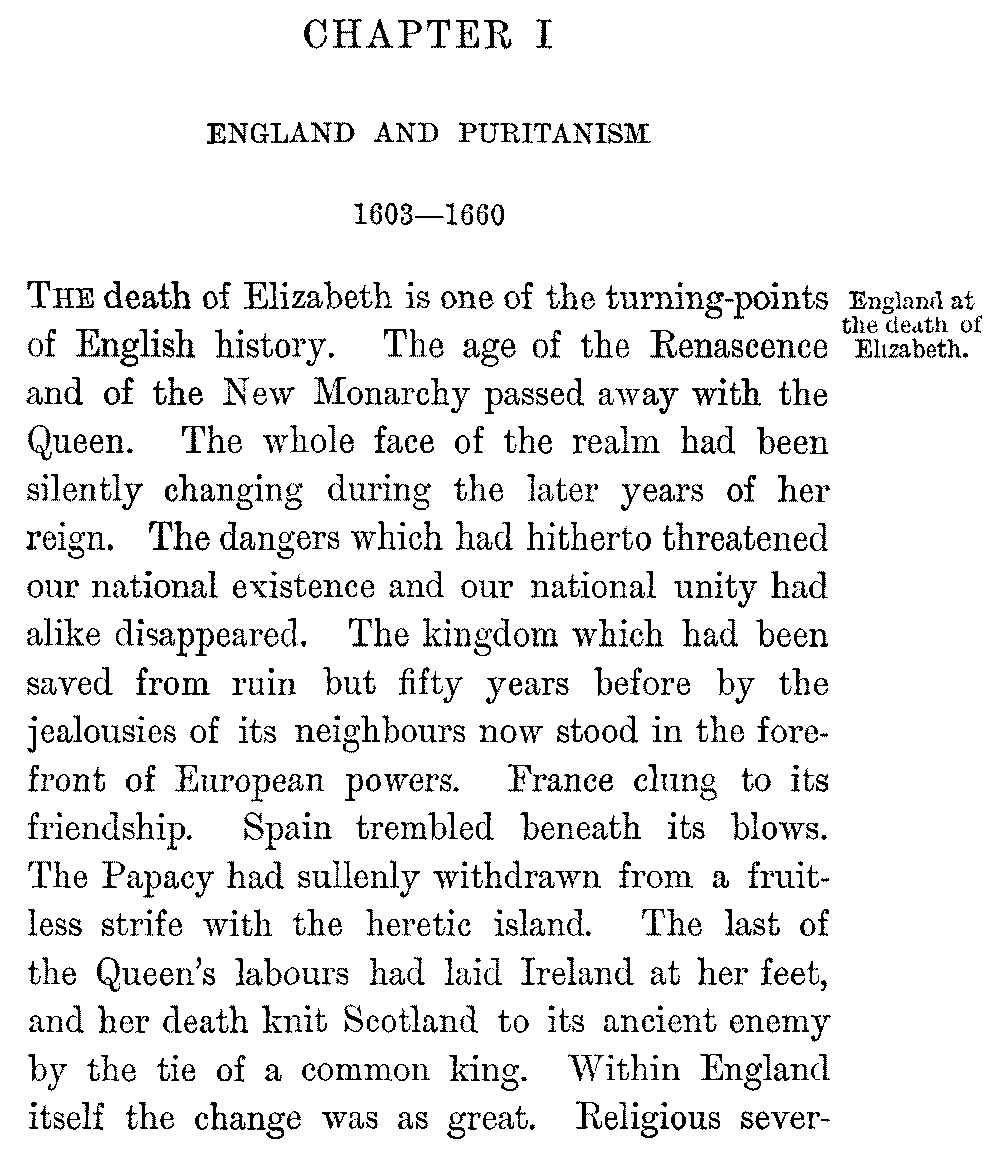 CHAPTER I
ENGLAND AND PURITANISM
1603—1660
THE death of Elizabeth is one of the turning-points
of English history. The age of the Renascence
and of the New Monarchy passed away with the
Queen. The whole face of the realm had been
silently changing during the later years of her
reign. The dangers which had hitherto threatened
our national existence and our national unity had
alike disappeared. The kingdom which had been
saved from ruin but fifty years before by the
jealousies of its neighbours now stood in the fore-
front of European powers. France clung to its
friendship. Spain trembled beneath its blows.
The Papacy had sullenly withdrawn from a fruit-
less strife with the heretic island. The last of
the Queen's labours had laid Ireland at her feet,
and her death knit Scotland to its ancient enemy
by the tie of a common king. Within England
itself the change was as great. Religious sever-
England at
the death of
Elizabeth.